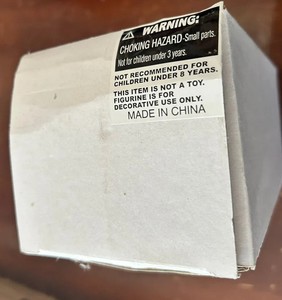 WARNING:
CHOKING HAZARD-Small parts.
Not for children under 3 years.
NOT RECOMMENDED FOR
CHILDREN UNDER 8 YEARS.
THIS ITEM IS NOT A TOY.
FIGURINE IS FOR
DECORATIVE USE ONLY.
MADE IN CHINA